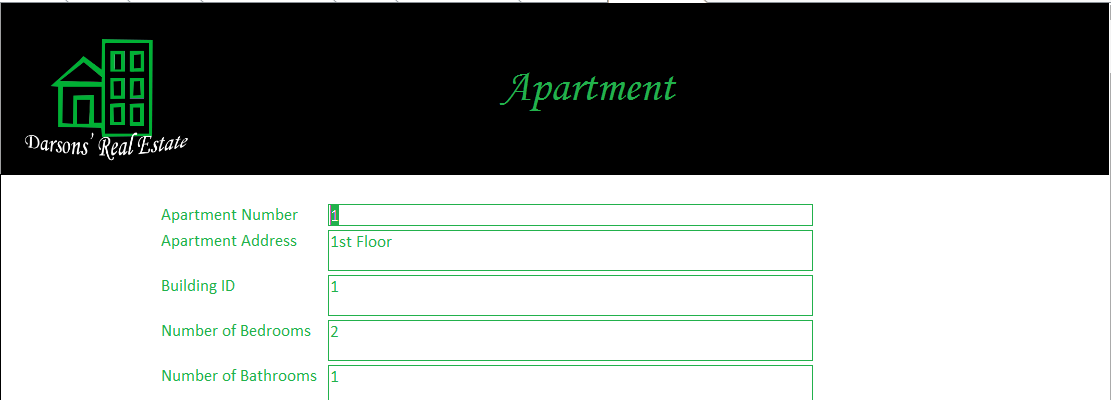 Apartment
Darsons' Real Estate
Apartment Number 1
Apartment Address 1st Floor
Building ID 1
Number of Bedrooms 2
Number of Bathrooms 1